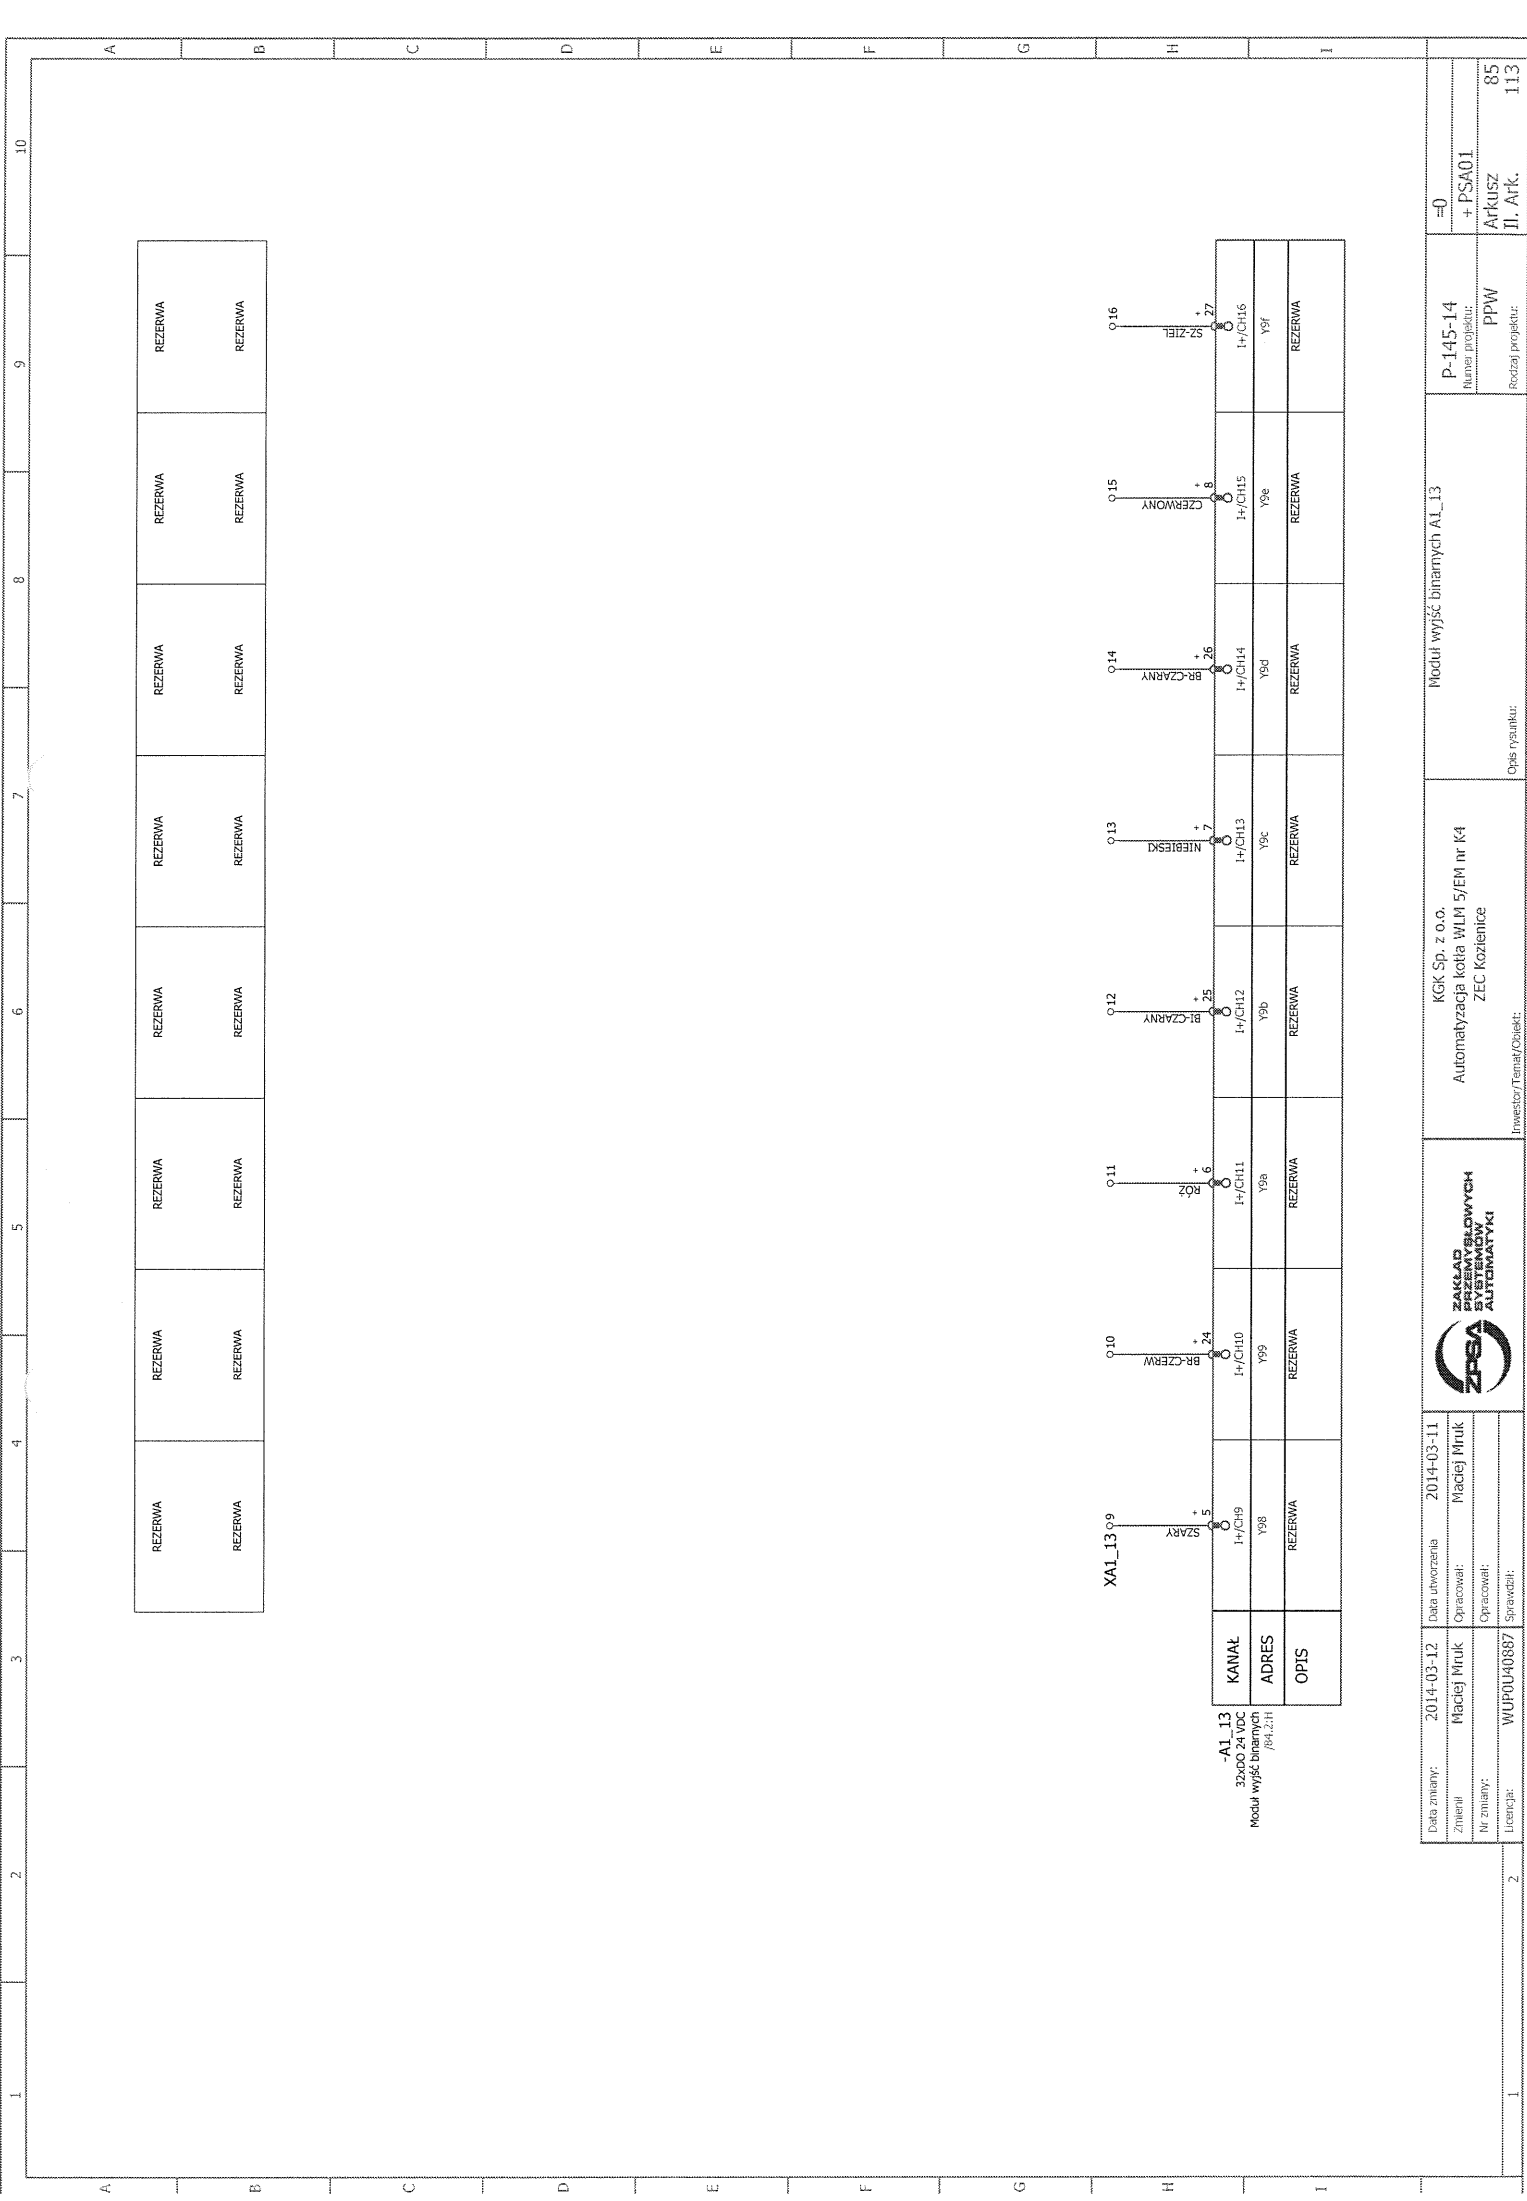 1 2 3 4 5 6 7 8 9 10
A A
B B
C C
D D
E E
F F
G G
H H
I I
REZERWA REZERWA REZERWA REZERWA REZERWA REZERWA REZERWA REZERWA
REZERWA REZERWA REZERWA REZERWA REZERWA REZERWA REZERWA REZERWA
XA1_13 9 10 11 12 13 14 15 16
SZARY BR-CZERW RÓŻ BI-CZARNY NIEBIESKI BR-CZARNY CZERWONY SZ-ZIEL
+ + + + + + + +
5 24 6 25 7 26 8 27
-A1_13
32xDO 24 VDC
Moduł wyjść binarnych
/84.2:H
KANAŁ I+/CH9 I+/CH10 I+/CH11 I+/CH12 I+/CH13 I+/CH14 I+/CH15 I+/CH16
ADRES Y98 Y99 Y9a Y9b Y9c Y9d Y9e Y9f
OPIS REZERWA REZERWA REZERWA REZERWA REZERWA REZERWA REZERWA REZERWA
Data zmiany: 2014-03-12 Data utworzenia 2014-03-11
Zmienił Maciej Mruk Opracował: Maciej Mruk
Nr zmiany: Opracował:
Licencja: WUP0U40887 Sprawdził:
ZPSA
ZAKŁAD
PRZEMYSŁOWYCH
SYSTEMÓW
AUTOMATYKI
KGK Sp. z o.o.
Automatyzacja kotła WLM 5/EM nr K4
ZEC Kozienice
Inwestor/Temat/Obiekt:
Moduł wyjść binarnych A1_13
Opis rysunku:
P-145-14
Numer projektu:
PPW
Rodzaj projektu:
=0
+ PSA01
Arkusz 85
Il. Ark. 113
1 2